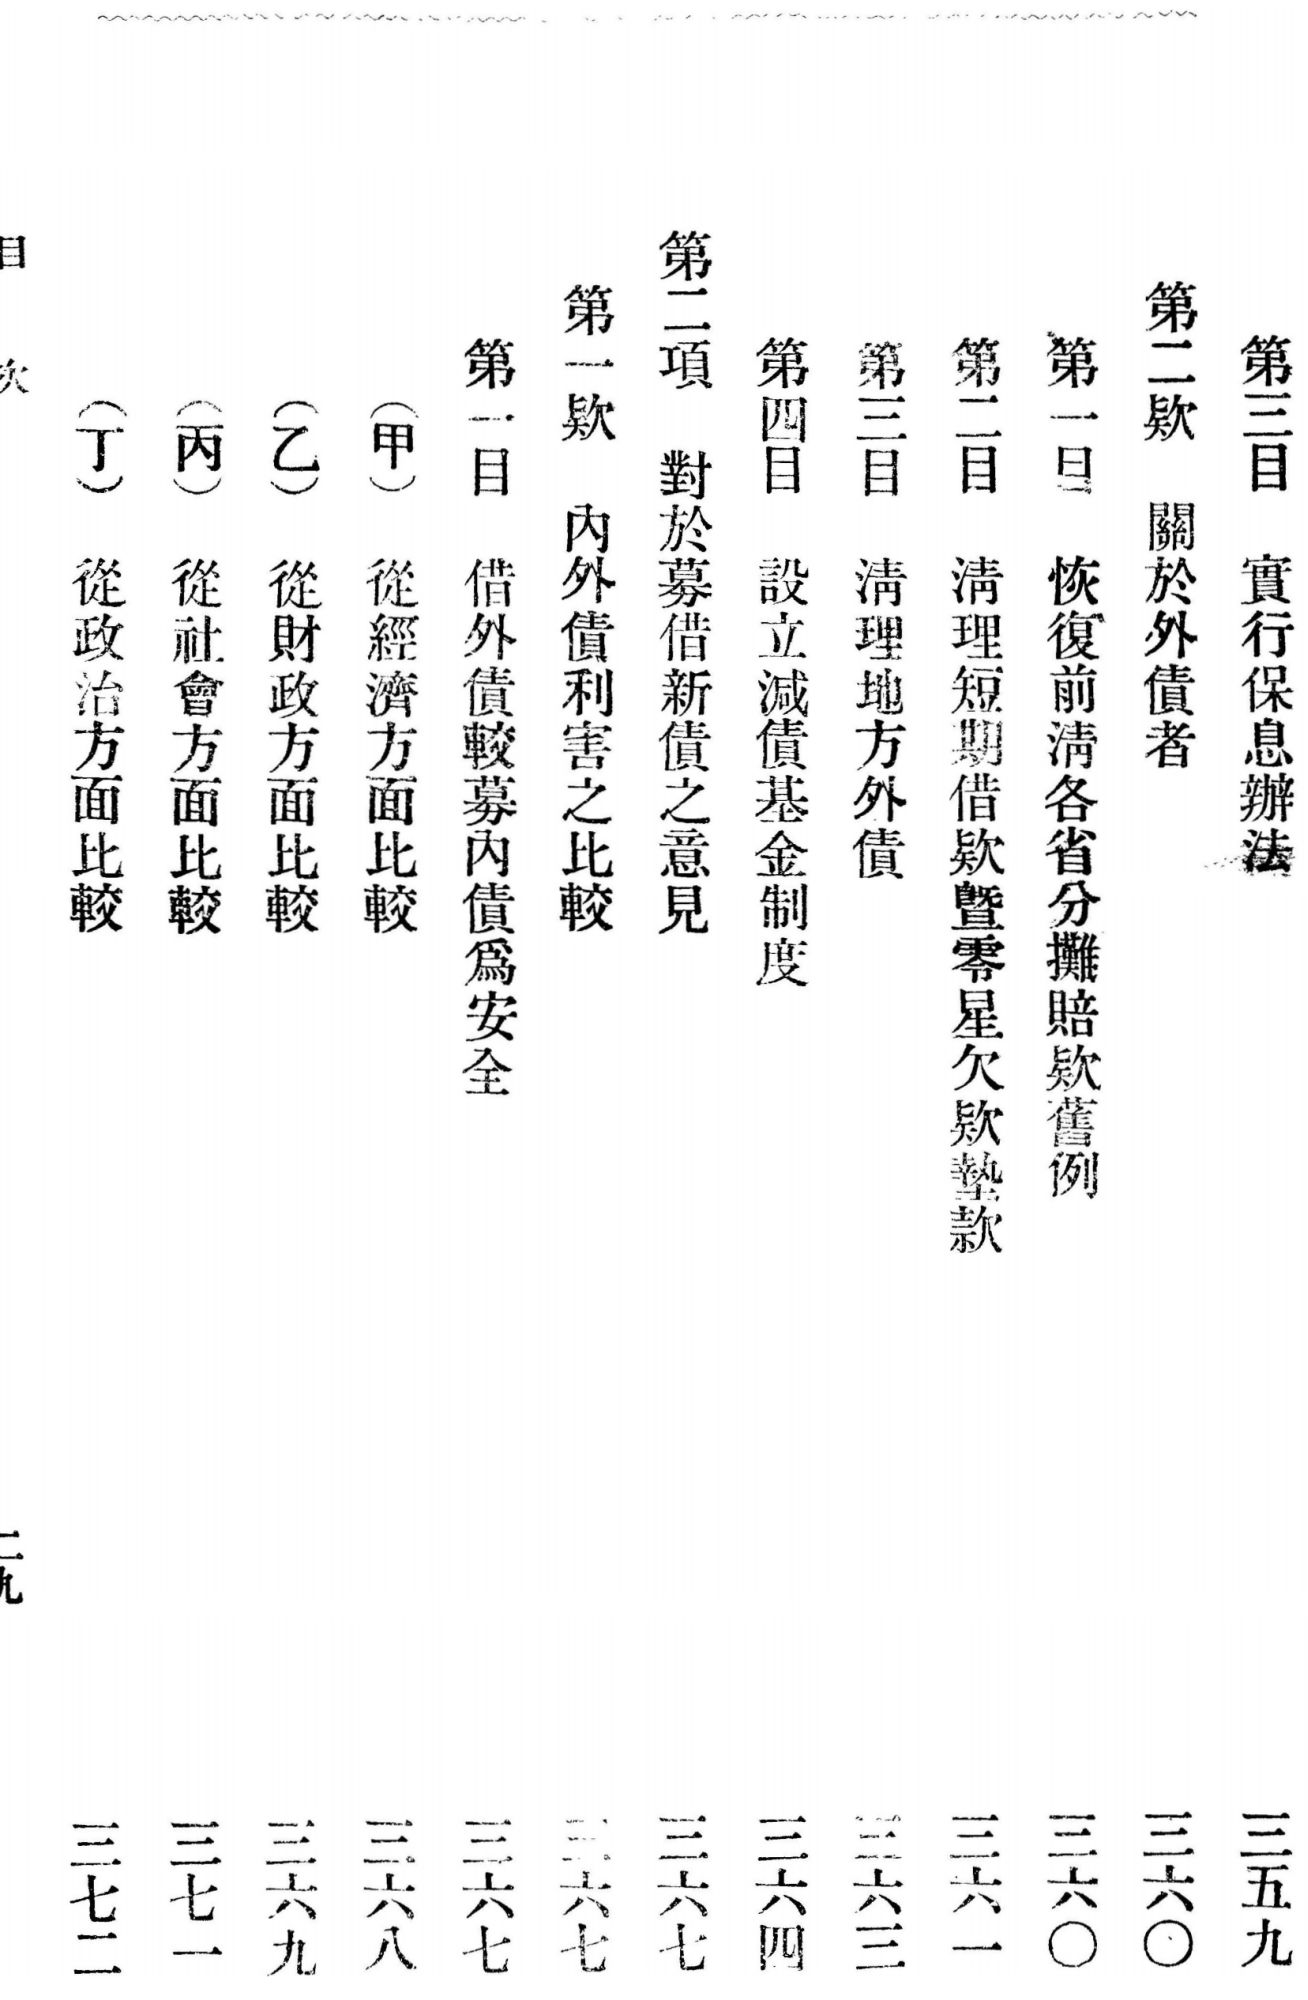 第三目　實行保息辦法　三五九
第二欵　關於外債者　三六〇
第一目　恢復前淸各省分攤賠欵舊例　三六〇
第二目　淸理短期借欵曁零星欠欵墊款　三六一
第三目　淸理地方外債　三六三
第四目　設立減債基金制度　三六四
第二項　對於募借新債之意見　三六七
第一欵　內外債利害之比較　三六七
第一目　借外債較募內債爲安全　三六七
（甲）　從經濟方面比較　三六八
（乙）　從財政方面比較　三六九
（丙）　從社會方面比較　三七一
（丁）　從政治方面比較　三七二
目次　二九